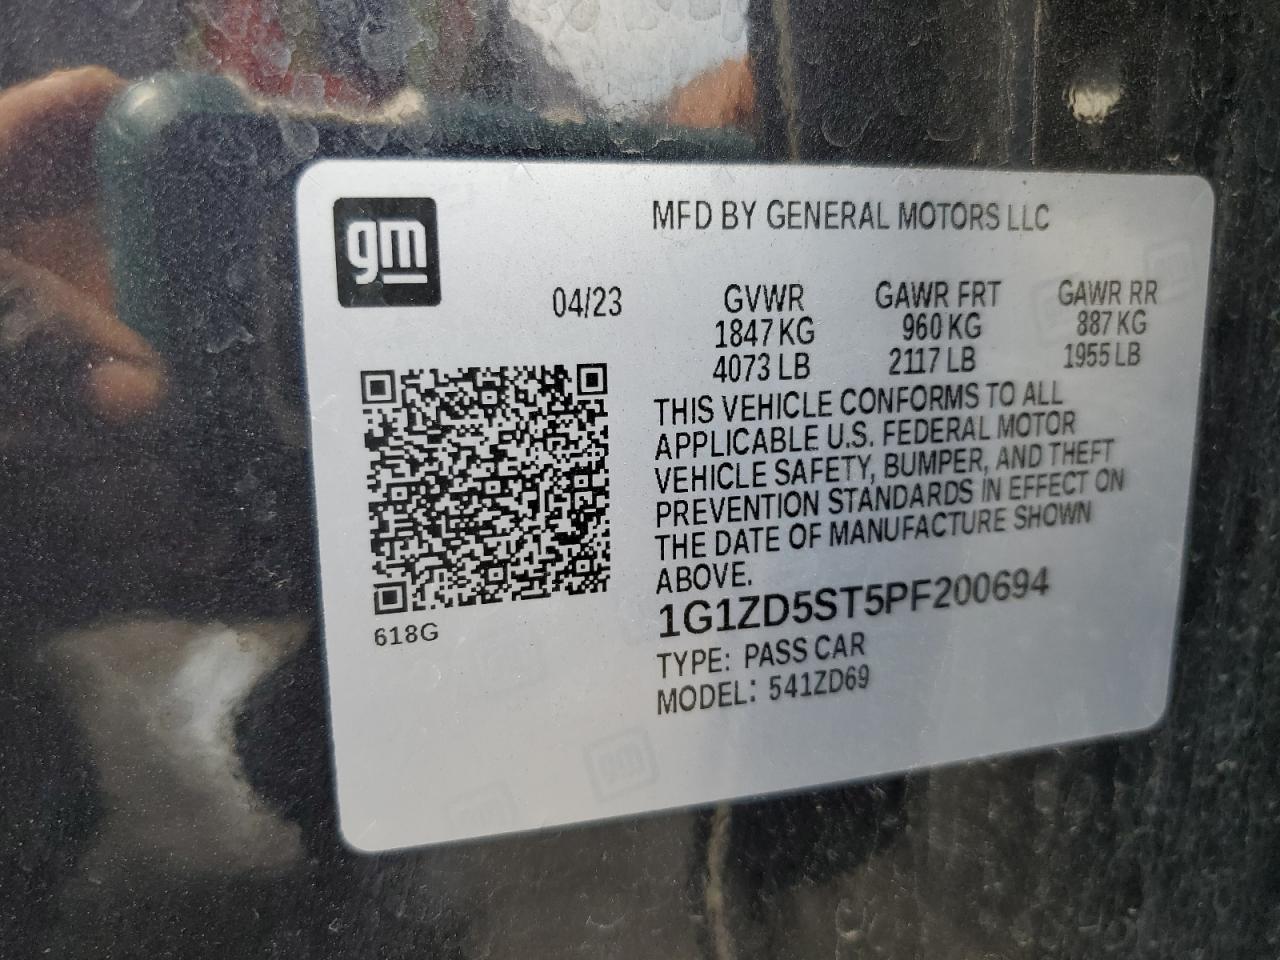 gm
MFD BY GENERAL MOTORS LLC
04/23 GVWR GAWR FRT GAWR RR
1847 KG 960 KG 887 KG
4073 LB 2117 LB 1955 LB
THIS VEHICLE CONFORMS TO ALL
APPLICABLE U.S. FEDERAL MOTOR
VEHICLE SAFETY, BUMPER, AND THEFT
PREVENTION STANDARDS IN EFFECT ON
THE DATE OF MANUFACTURE SHOWN
ABOVE.
1G1ZD5ST5PF200694
618G
TYPE: PASS CAR
MODEL: 541ZD69